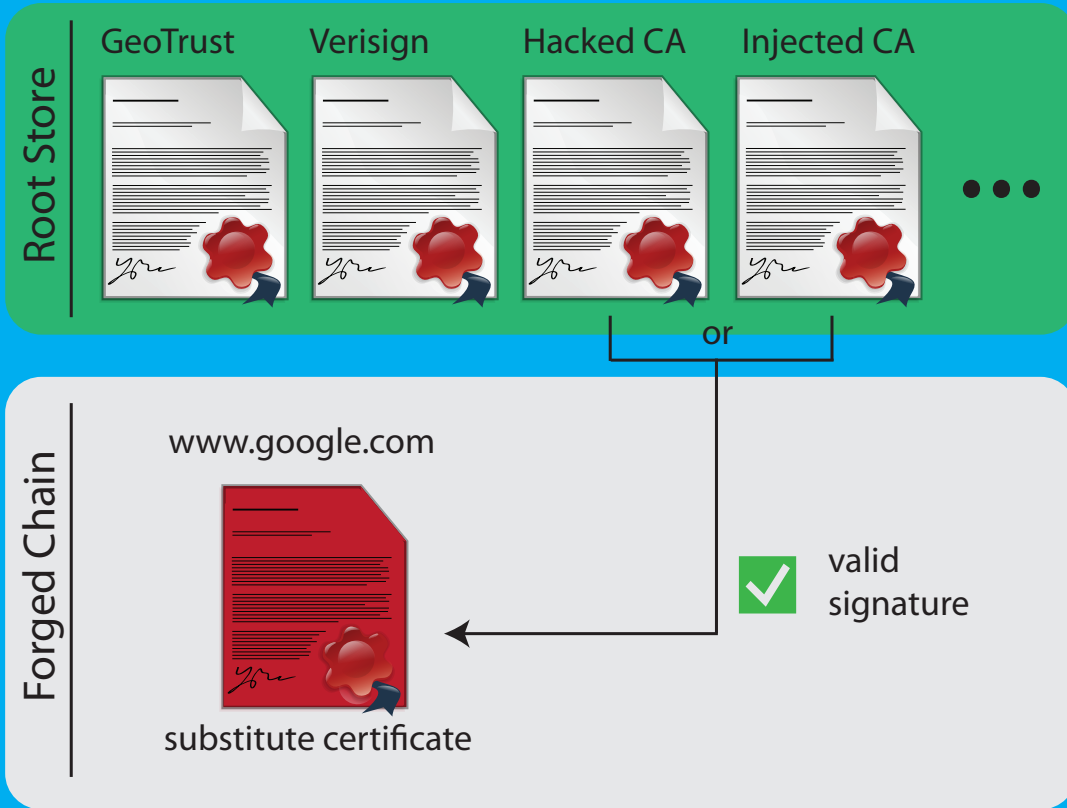 Root Store
GeoTrust
Verisign
Hacked CA
Injected CA
or
Forged Chain
www.google.com
valid
signature
substitute certificate